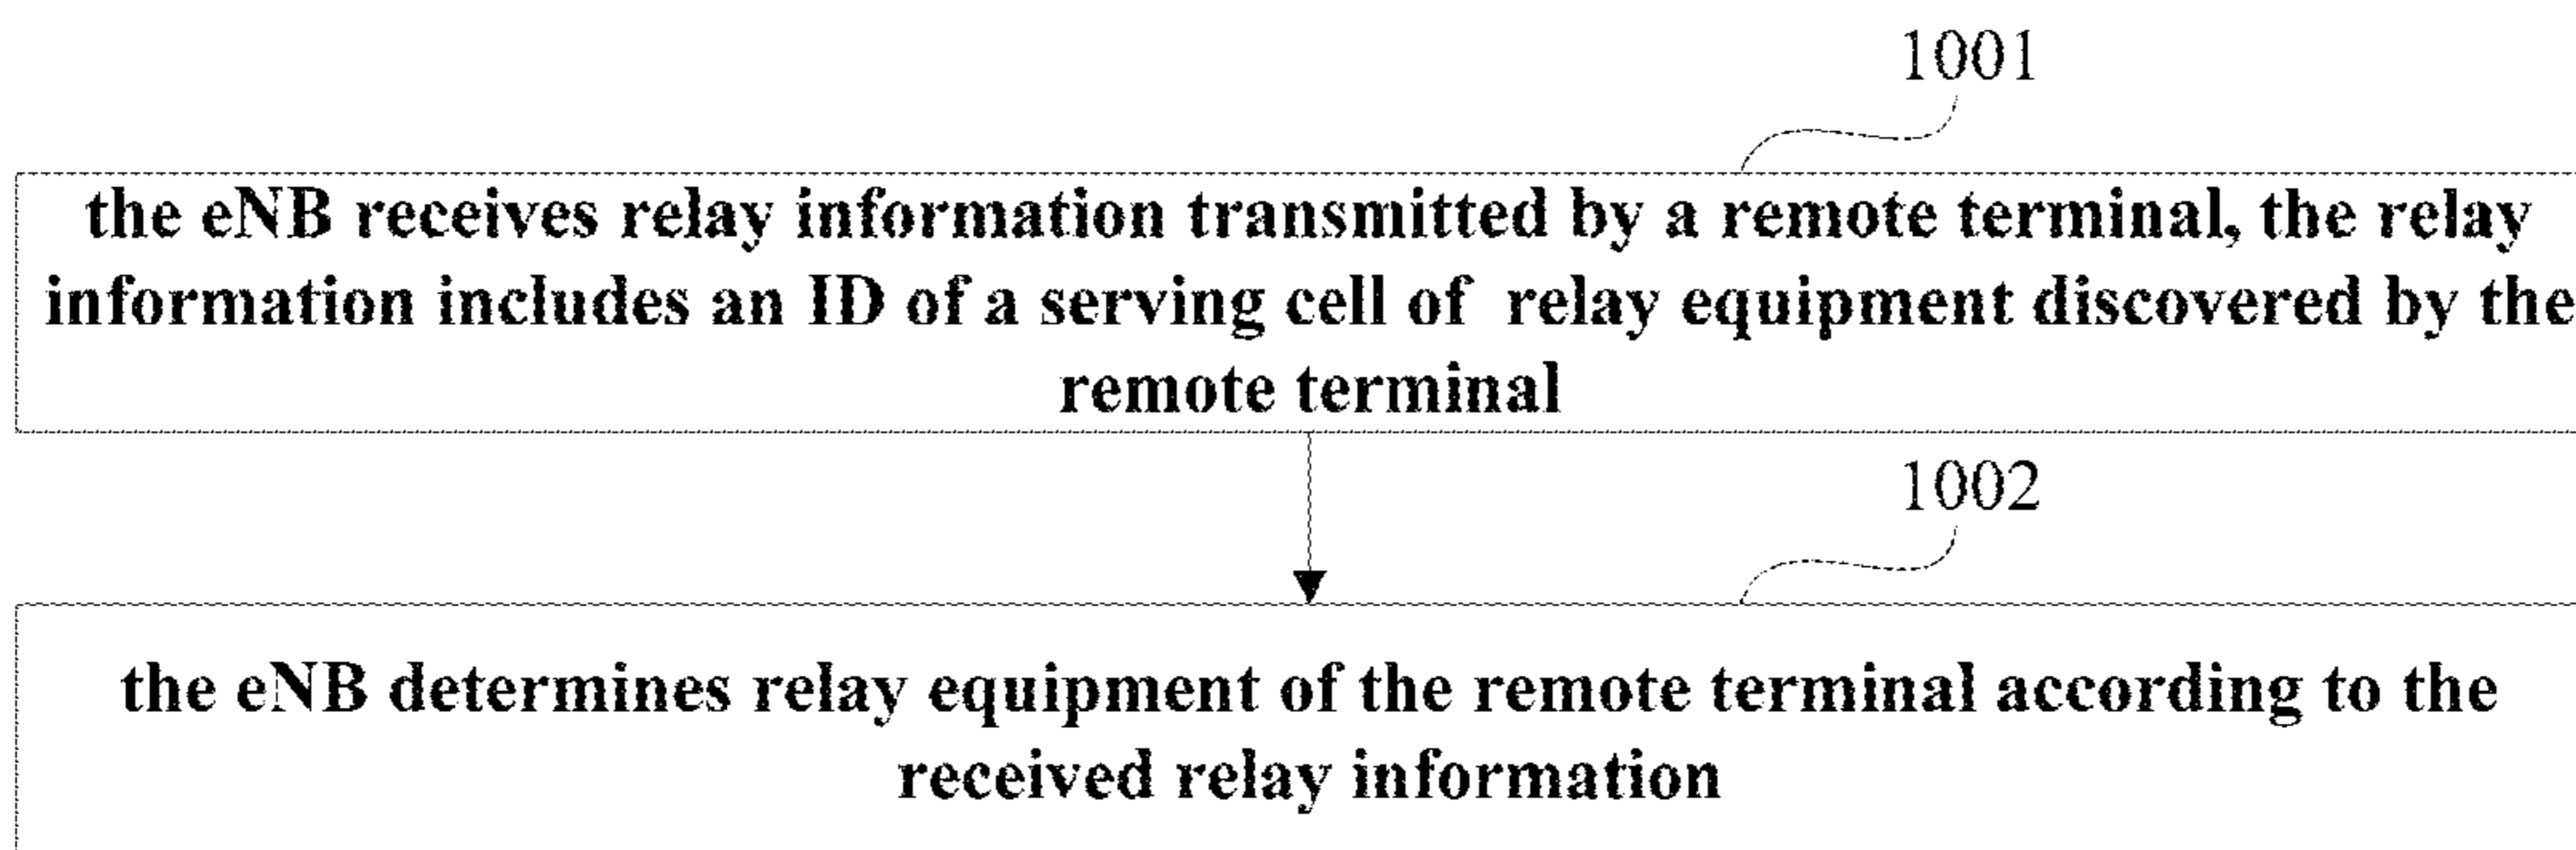 1001
the eNB receives relay information transmitted by a remote terminal, the relay
information includes an ID of a serving cell of relay equipment discovered by the
remote terminal
1002
the eNB determines relay equipment of the remote terminal according to the
received relay information